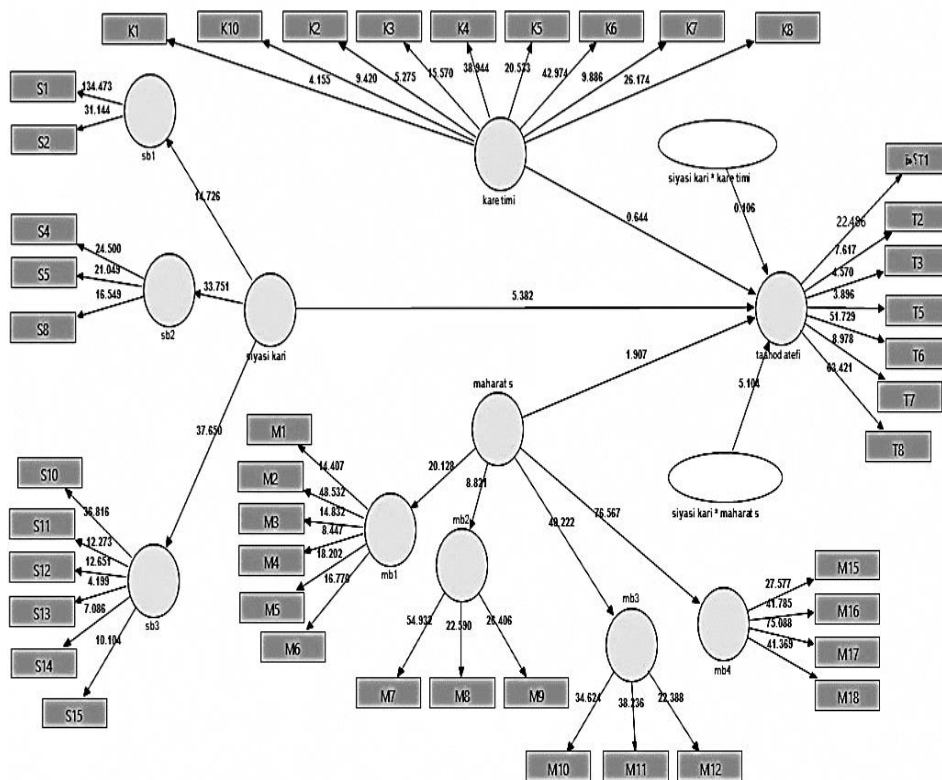 K1 K10 K2 K3 K4 K5 K6 K7 K8
4.155 9.420 5.275 15.570 38.944 20.533 42.974 9.886 26.174
S1 134.473
S2 31.144
sb1
14.726
kare timi
siyasi kari * kare timi
0.106
0.644
S4 24.500
S5 21.049
S8 16.549
sb2
33.751
siyasi kari
5.382
taahod atefi
T1 22.486
T2 7.617
T3 4.570
T5 3.896
T6 51.729
T7 8.978
T8 63.421
1.907
5.104
siyasi kari * maharat s
maharat s
37.650
S10 36.816
S11 12.273
S12 12.651
S13 4.199
S14 7.086
S15 10.104
sb3
M1 14.407
M2 48.532
M3 14.832
M4 8.447
M5 18.202
M6 16.770
mb1
20.128
8.821
49.222
76.567
mb2
54.932 22.590 26.406
M7 M8 M9
mb3
34.624 38.236 22.388
M10 M11 M12
mb4
M15 27.577
M16 41.785
M17 75.088
M18 41.369